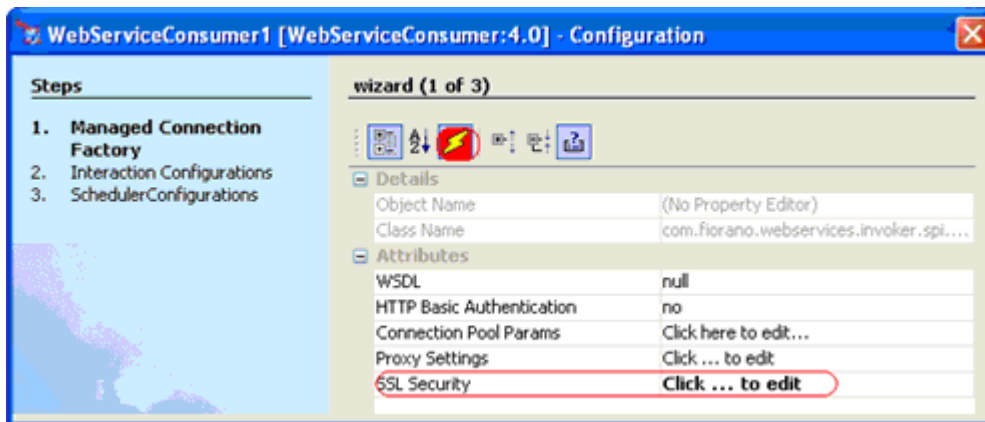 WebServiceConsumer1 [WebServiceConsumer:4.0] - Configuration
Steps
1. Managed Connection
Factory
2. Interaction Configurations
3. SchedulerConfigurations
wizard (1 of 3)
Details
Object Name (No Property Editor)
Class Name com.fiorano.webservices.invoker.spi....
Attributes
WSDL null
HTTP Basic Authentication no
Connection Pool Params Click here to edit...
Proxy Settings Click ... to edit
SSL Security Click ... to edit